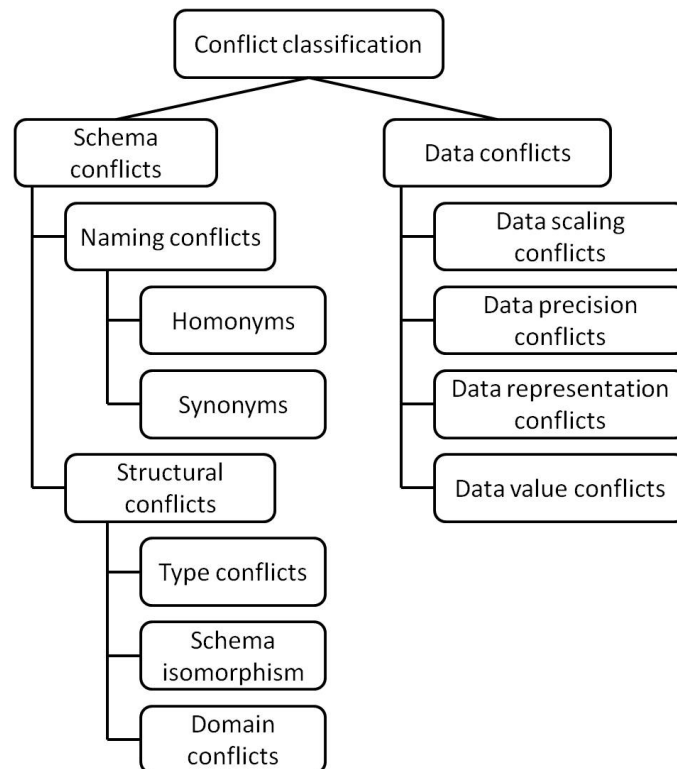 Conflict classification
Schema
conflicts
Naming conflicts
Homonyms
Synonyms
Structural
conflicts
Type conflicts
Schema
isomorphism
Domain
conflicts
Data conflicts
Data scaling
conflicts
Data precision
conflicts
Data representation
conflicts
Data value conflicts